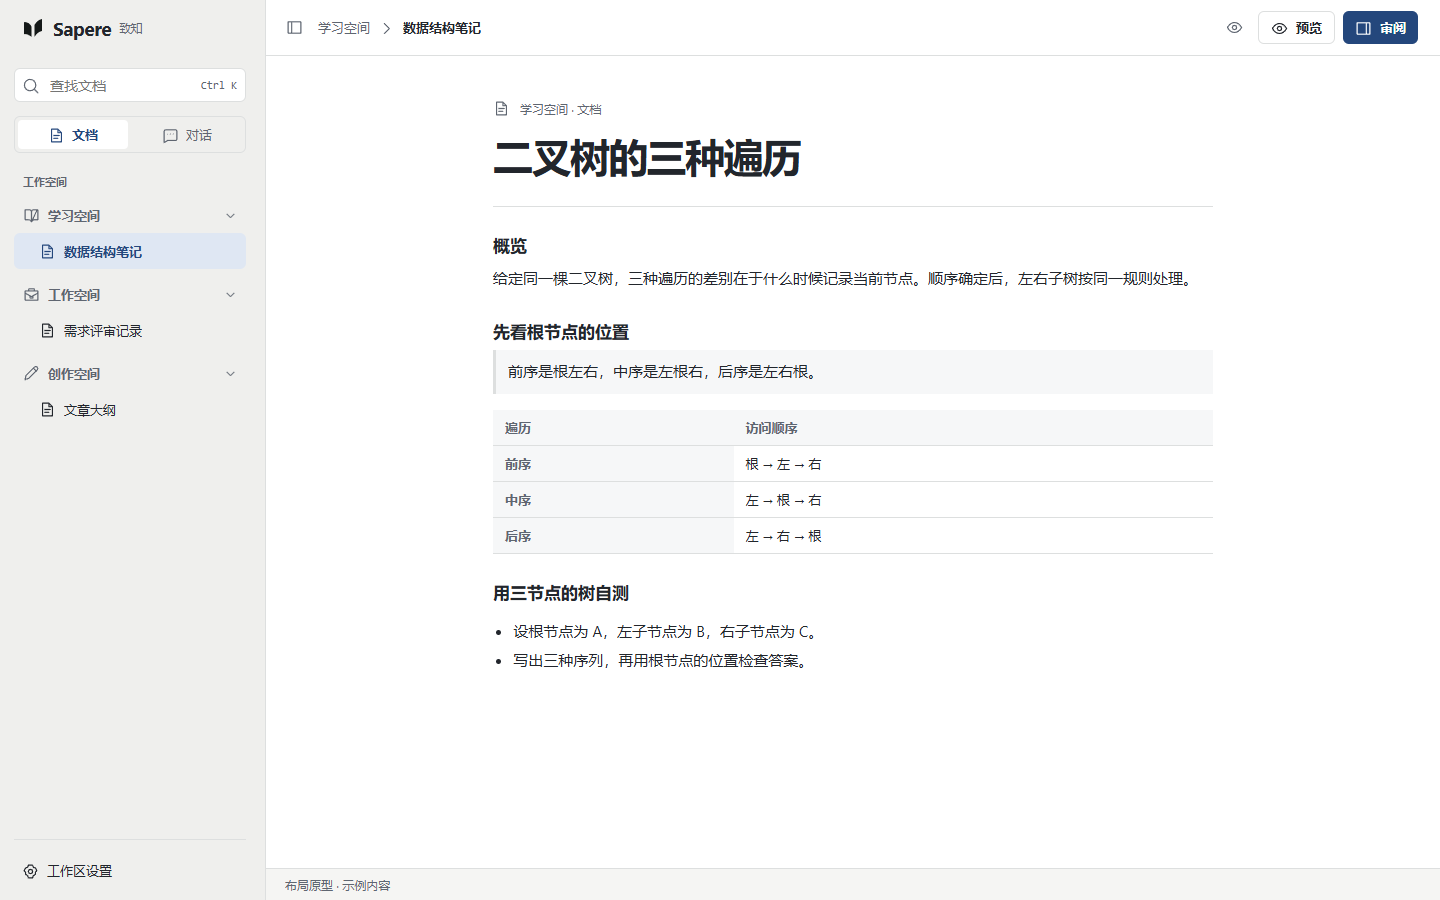 Sapere 致知
查找文档 Ctrl K
文档 对话
工作空间
学习空间
数据结构笔记
工作空间
需求评审记录
创作空间
文章大纲
工作区设置
学习空间 数据结构笔记
预览 审阅
学习空间 · 文档
二叉树的三种遍历
概览
给定同一棵二叉树，三种遍历的差别在于什么时候记录当前节点。顺序确定后，左右子树按同一规则处理。
先看根节点的位置
前序是根左右，中序是左根右，后序是左右根。
遍历 访问顺序
前序 根 → 左 → 右
中序 左 → 根 → 右
后序 左 → 右 → 根
用三节点的树自测
• 设根节点为 A，左子节点为 B，右子节点为 C。
• 写出三种序列，再用根节点的位置检查答案。
布局原型 · 示例内容